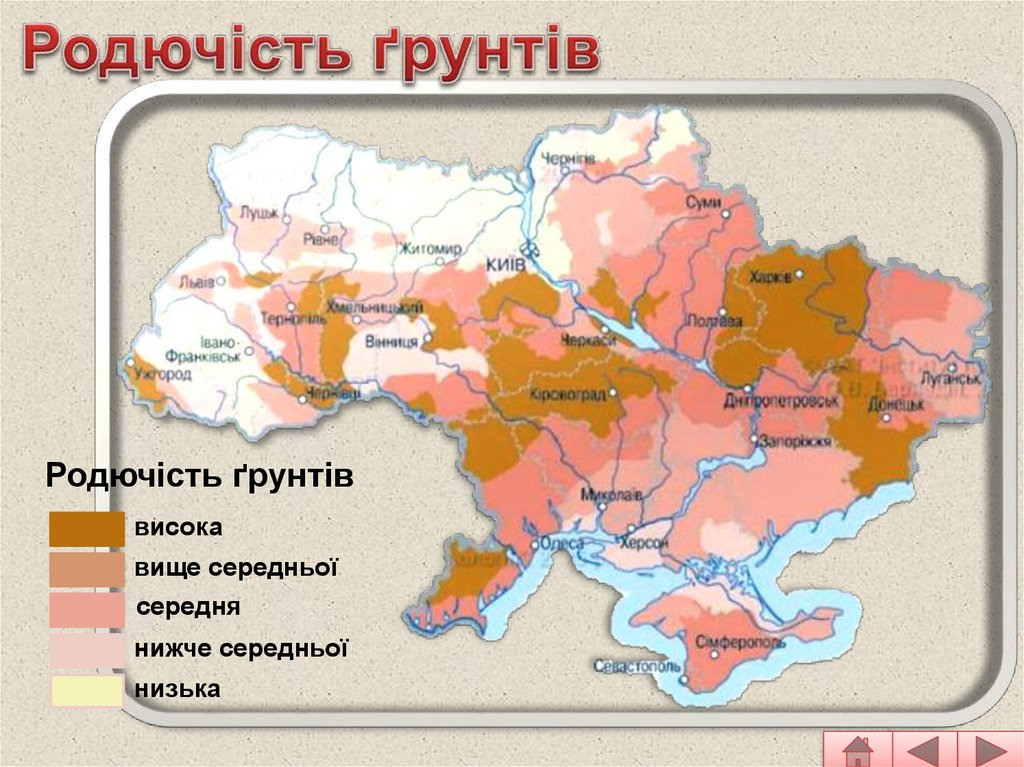 Родючість ґрунтів
Чернігів
Суми
Луцьк
Рівне
Житомир
КИЇВ
Львів
Харків
Тернопіль
Хмельницький
Полтава
Івано-
Франківськ
Вінниця
Черкаси
Ужгород
Луганськ
Чернівці
Кіровоград
Дніпропетровськ
Донецьк
Запоріжжя
Родючість ґрунтів
Миколаїв
висока
Одеса
Херсон
вище середньої
середня
нижче середньої
Сімферополь
Севастополь
низька